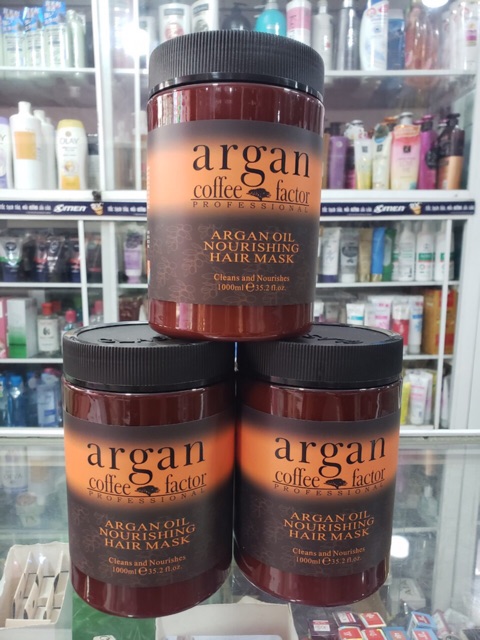 argan
coffee factor
PROFESSIONAL
ARGAN OIL
NOURISHING
HAIR MASK
Cleans and Nourishes
1000ml ℮ 35.2 fl.oz.
OLAY
XMEN
argan
coffee factor
PROFESSIONAL
ARGAN OIL
NOURISHING
HAIR MASK
Cleans and Nourishes
1000ml ℮ 35.2 fl.oz.
argan
coffee factor
PROFESSIONAL
ARGAN OIL
NOURISHING
HAIR MASK
Cleans and Nourishes
1000ml ℮ 35.2 fl.oz.